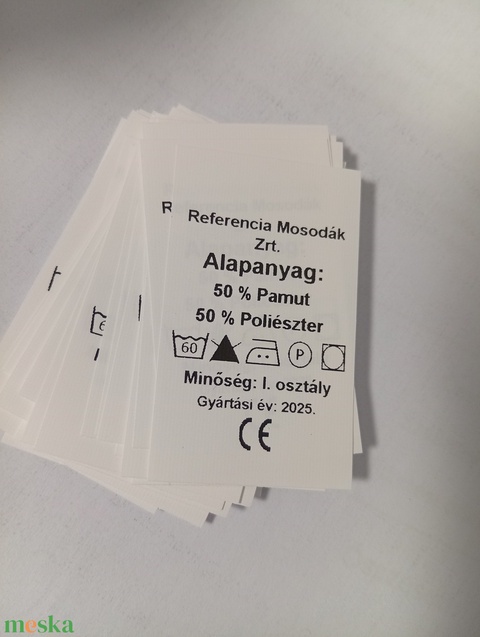 R
Referencia Mosodák
Zrt.
Alapanyag:
50 % Pamut
50 % Poliészter
60 P
Minőség: I. osztály
Gyártási év: 2025.
CE
meska